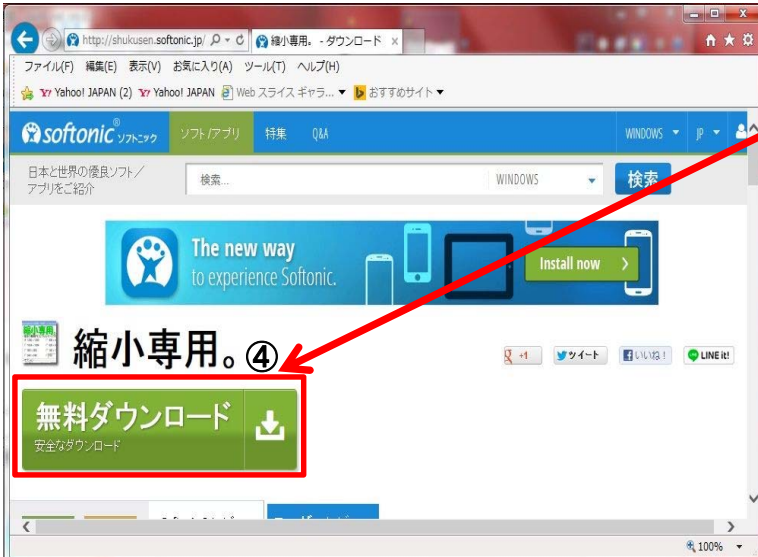 http://shukusen.softonic.jp/
縮小専用。 - ダウンロード
ファイル(F) 編集(E) 表示(V) お気に入り(A) ツール(T) ヘルプ(H)
Yahoo! JAPAN (2) Yahoo! JAPAN Web スライス ギャラ... おすすめサイト
softonic ソフトニック ソフト/アプリ 特集 Q&A WINDOWS JP
日本と世界の優良ソフト/
アプリをご紹介
検索... WINDOWS 検索
The new way
to experience Softonic.
Install now
縮小専用。 ④
+1 ツイート いいね! LINE it!
無料ダウンロード
安全なダウンロード
100%